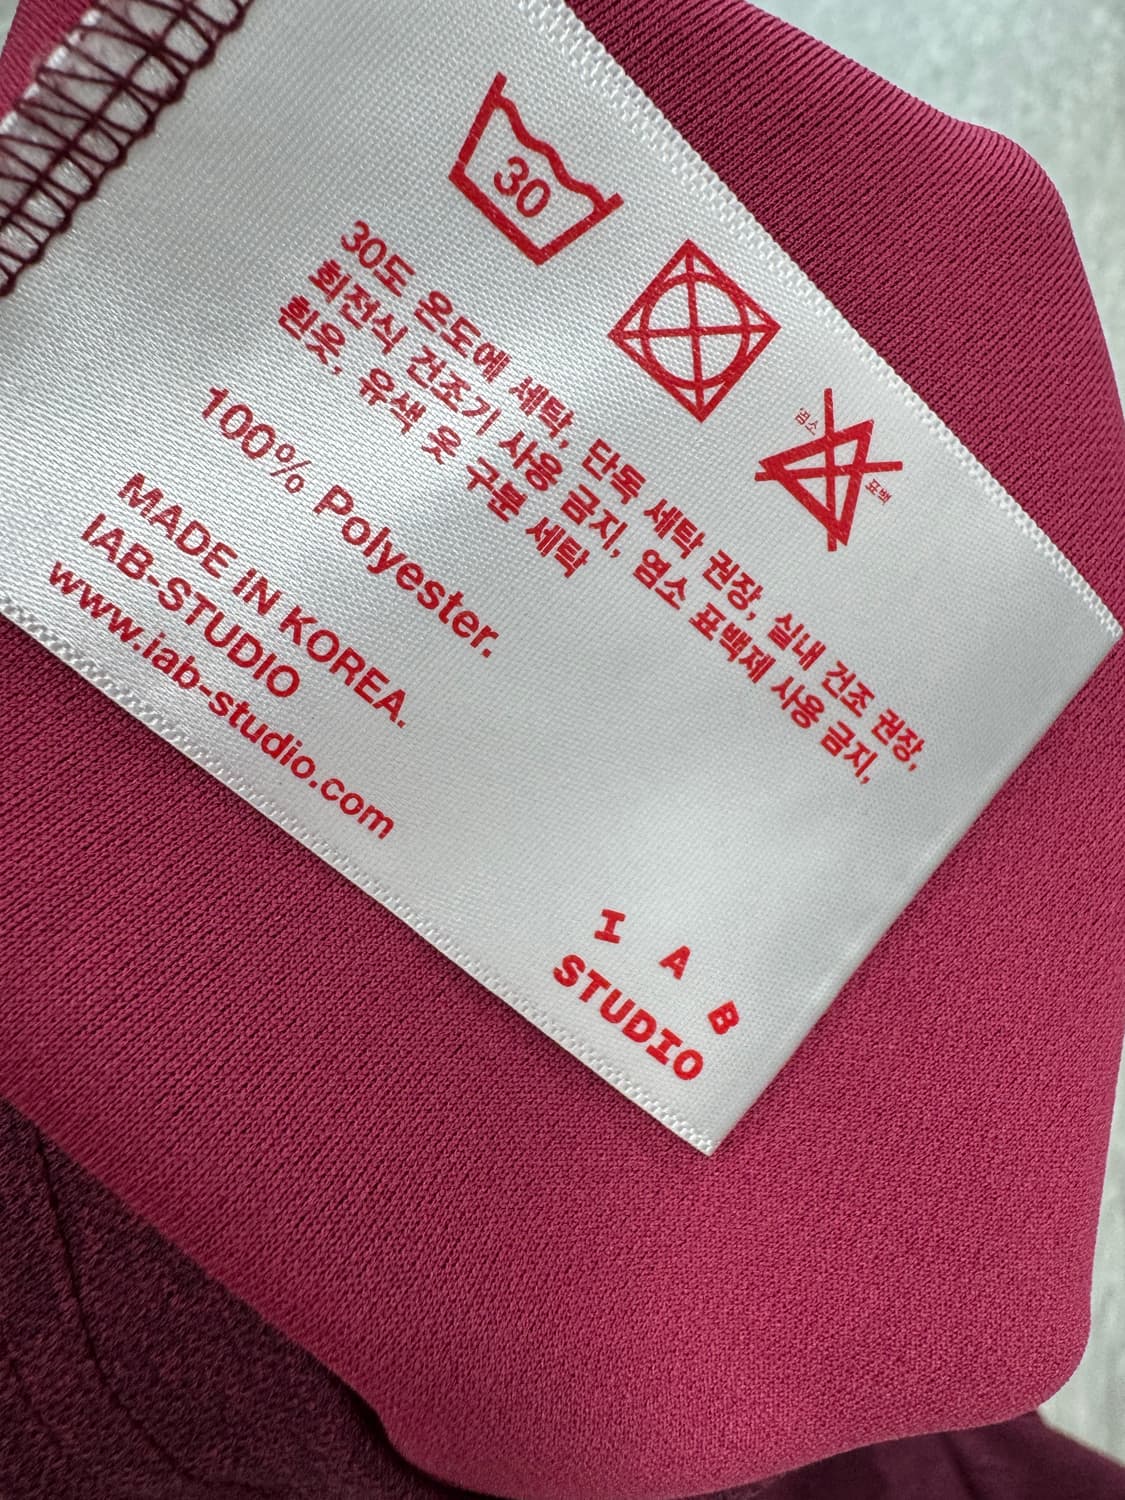 30
염소
표백
30도 온도에 세탁, 단독 세탁 권장, 실내 건조 권장,
회전식 건조기 사용 금지, 염소 표백제 사용 금지,
흰옷, 유색 옷 구분 세탁
100% Polyester.
MADE IN KOREA.
IAB-STUDIO
www.iab-studio.com
I A B
STUDIO